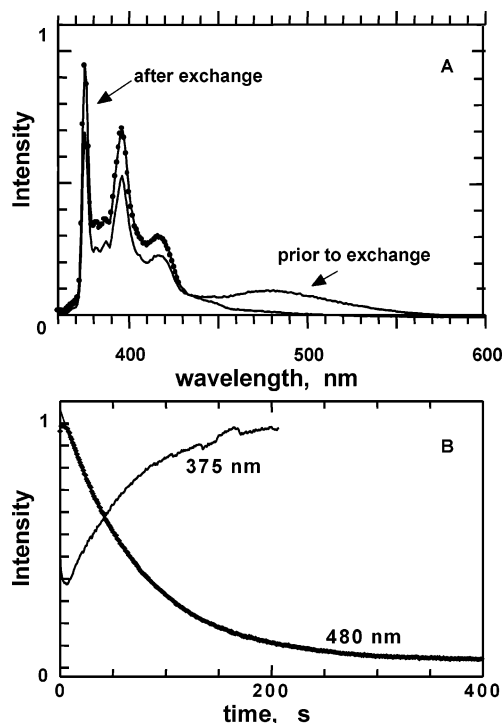 1
A
after exchange
Intensity
prior to exchange
0
400
500
600
wavelength, nm
1
B
375 nm
Intensity
480 nm
0
0
200
400
time, s